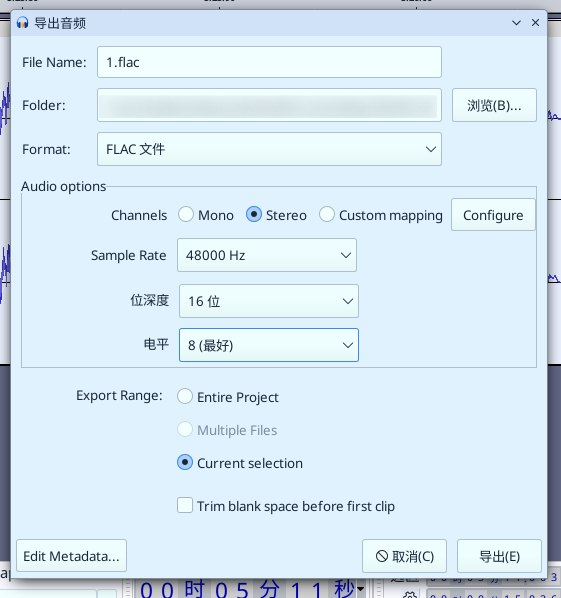 导出音频
File Name: 1.flac
Folder: 浏览(B)...
Format: FLAC 文件
Audio options
Channels Mono Stereo Custom mapping Configure
Sample Rate 48000 Hz
位深度 16 位
电平 8 (最好)
Export Range: Entire Project
Multiple Files
Current selection
Trim blank space before first clip
Edit Metadata... 取消(C) 导出(E)
00时05分11秒